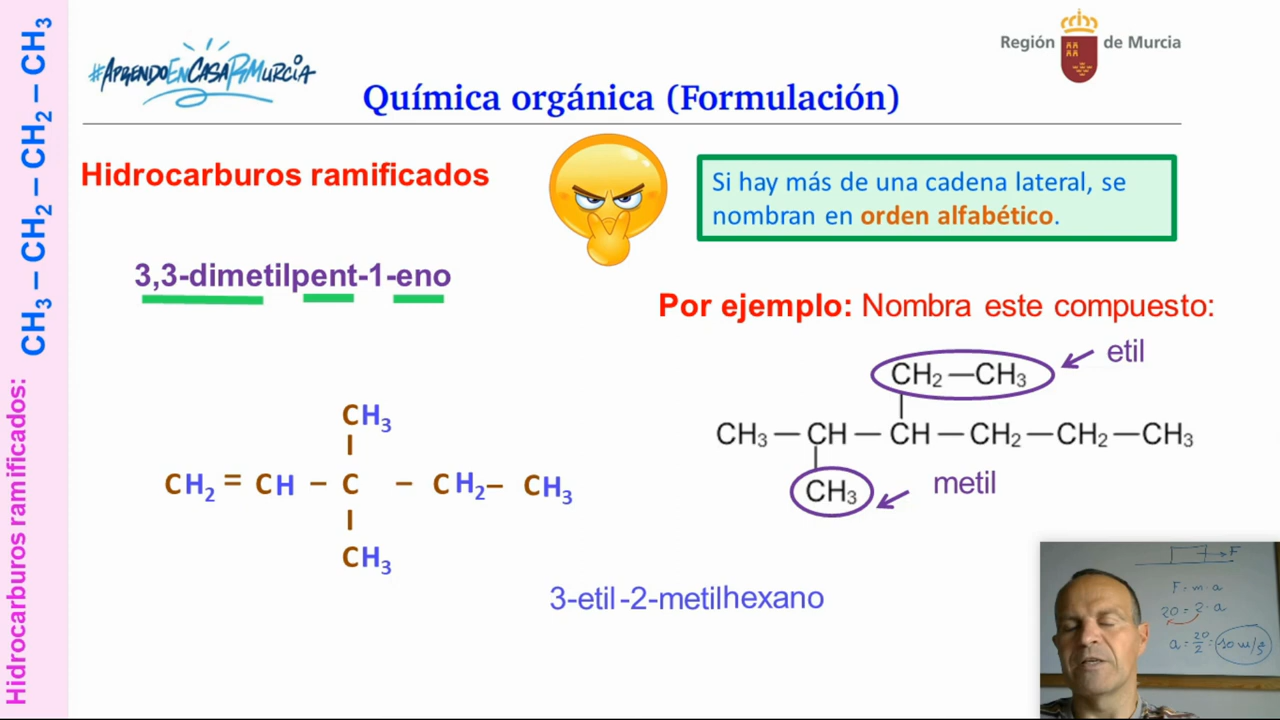 Hidrocarburos ramificados: CH3 – CH2 – CH2 – CH2 – CH3
#AprendoEnCasaRMurcia
Región de Murcia
Química orgánica (Formulación)
Hidrocarburos ramificados
Si hay más de una cadena lateral, se
nombran en orden alfabético.
3,3-dimetilpent-1-eno
Por ejemplo: Nombra este compuesto:
etil
CH2—CH3
CH3 — CH — CH — CH2—CH2—CH3
CH3
metil
CH3
CH2 = CH – C – CH2 – CH3
CH3
3-etil-2-metilhexano
F
F = m · a
20 = 2 · a
a = 20/2 = 10 m/s